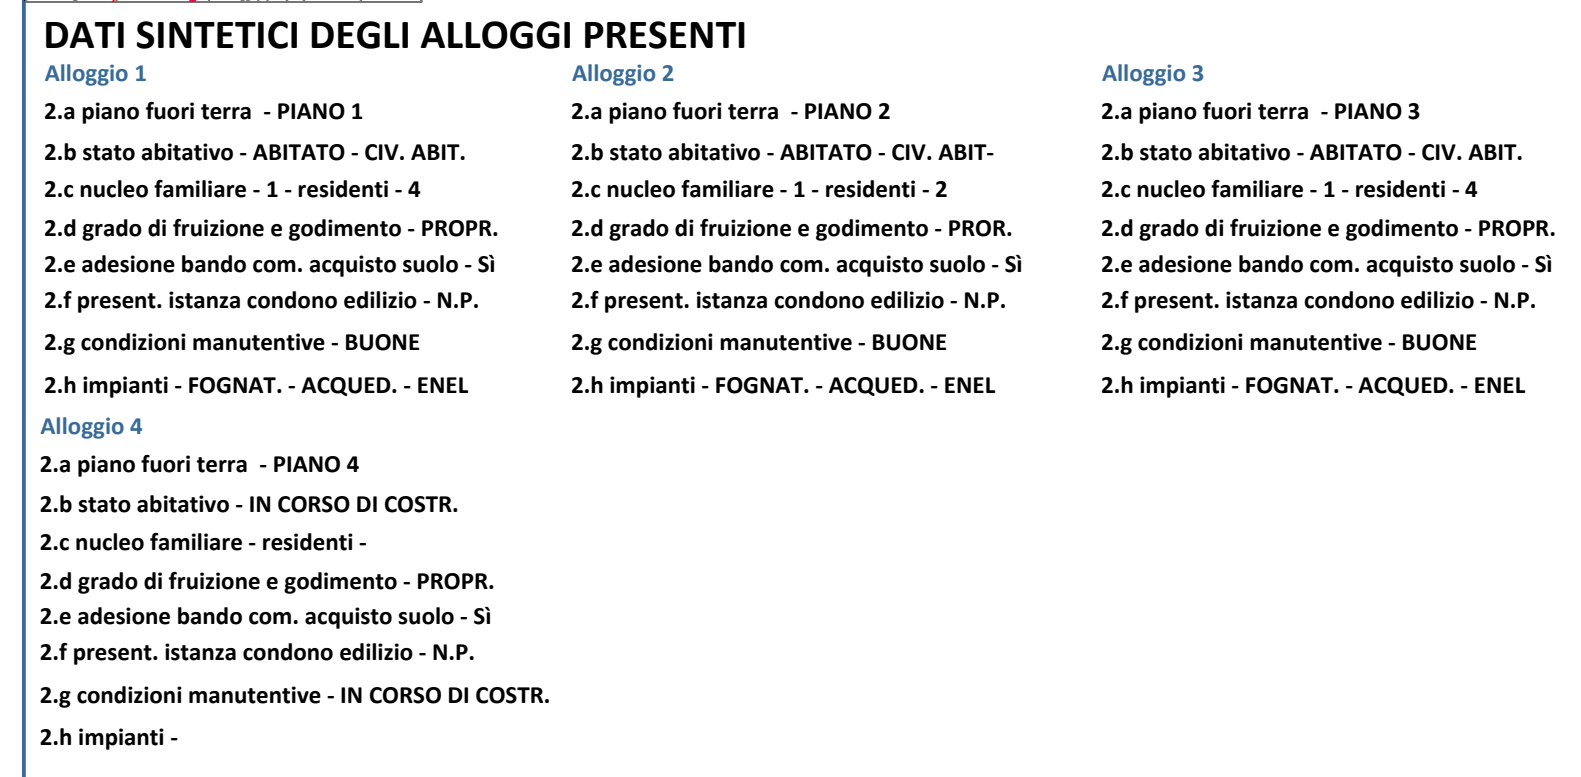 DATI SINTETICI DEGLI ALLOGGI PRESENTI
Alloggio 1
2.a piano fuori terra - PIANO 1
2.b stato abitativo - ABITATO - CIV. ABIT.
2.c nucleo familiare - 1 - residenti - 4
2.d grado di fruizione e godimento - PROPR.
2.e adesione bando com. acquisto suolo - Sì
2.f present. istanza condono edilizio - N.P.
2.g condizioni manutentive - BUONE
2.h impianti - FOGNAT. - ACQUED. - ENEL
Alloggio 2
2.a piano fuori terra - PIANO 2
2.b stato abitativo - ABITATO - CIV. ABIT-
2.c nucleo familiare - 1 - residenti - 2
2.d grado di fruizione e godimento - PROR.
2.e adesione bando com. acquisto suolo - Sì
2.f present. istanza condono edilizio - N.P.
2.g condizioni manutentive - BUONE
2.h impianti - FOGNAT. - ACQUED. - ENEL
Alloggio 3
2.a piano fuori terra - PIANO 3
2.b stato abitativo - ABITATO - CIV. ABIT.
2.c nucleo familiare - 1 - residenti - 4
2.d grado di fruizione e godimento - PROPR.
2.e adesione bando com. acquisto suolo - Sì
2.f present. istanza condono edilizio - N.P.
2.g condizioni manutentive - BUONE
2.h impianti - FOGNAT. - ACQUED. - ENEL
Alloggio 4
2.a piano fuori terra - PIANO 4
2.b stato abitativo - IN CORSO DI COSTR.
2.c nucleo familiare - residenti -
2.d grado di fruizione e godimento - PROPR.
2.e adesione bando com. acquisto suolo - Sì
2.f present. istanza condono edilizio - N.P.
2.g condizioni manutentive - IN CORSO DI COSTR.
2.h impianti -